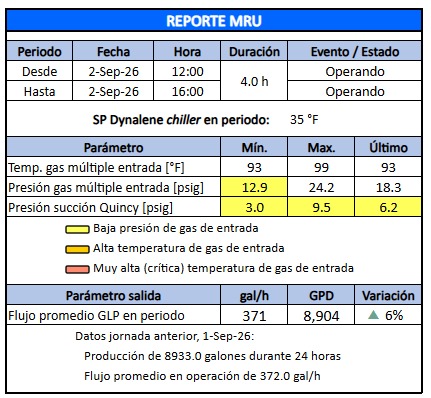 REPORTE MRU
Periodo Fecha Hora Duración Evento / Estado
Desde 2-Sep-26 12:00 4.0 h Operando
Hasta 2-Sep-26 16:00 Operando
SP Dynalene chiller en periodo: 35 °F
Parámetro Mín. Max. Último
Temp. gas múltiple entrada [°F] 93 99 93
Presión gas múltiple entrada [psig] 12.9 24.2 18.3
Presión succión Quincy [psig] 3.0 9.5 6.2
Baja presión de gas de entrada
Alta temperatura de gas de entrada
Muy alta (crítica) temperatura de gas de entrada
Parámetro salida gal/h GPD Variación
Flujo promedio GLP en periodo 371 8,904 ▲ 6%
Datos jornada anterior, 1-Sep-26:
Producción de 8933.0 galones durante 24 horas
Flujo promedio en operación de 372.0 gal/h